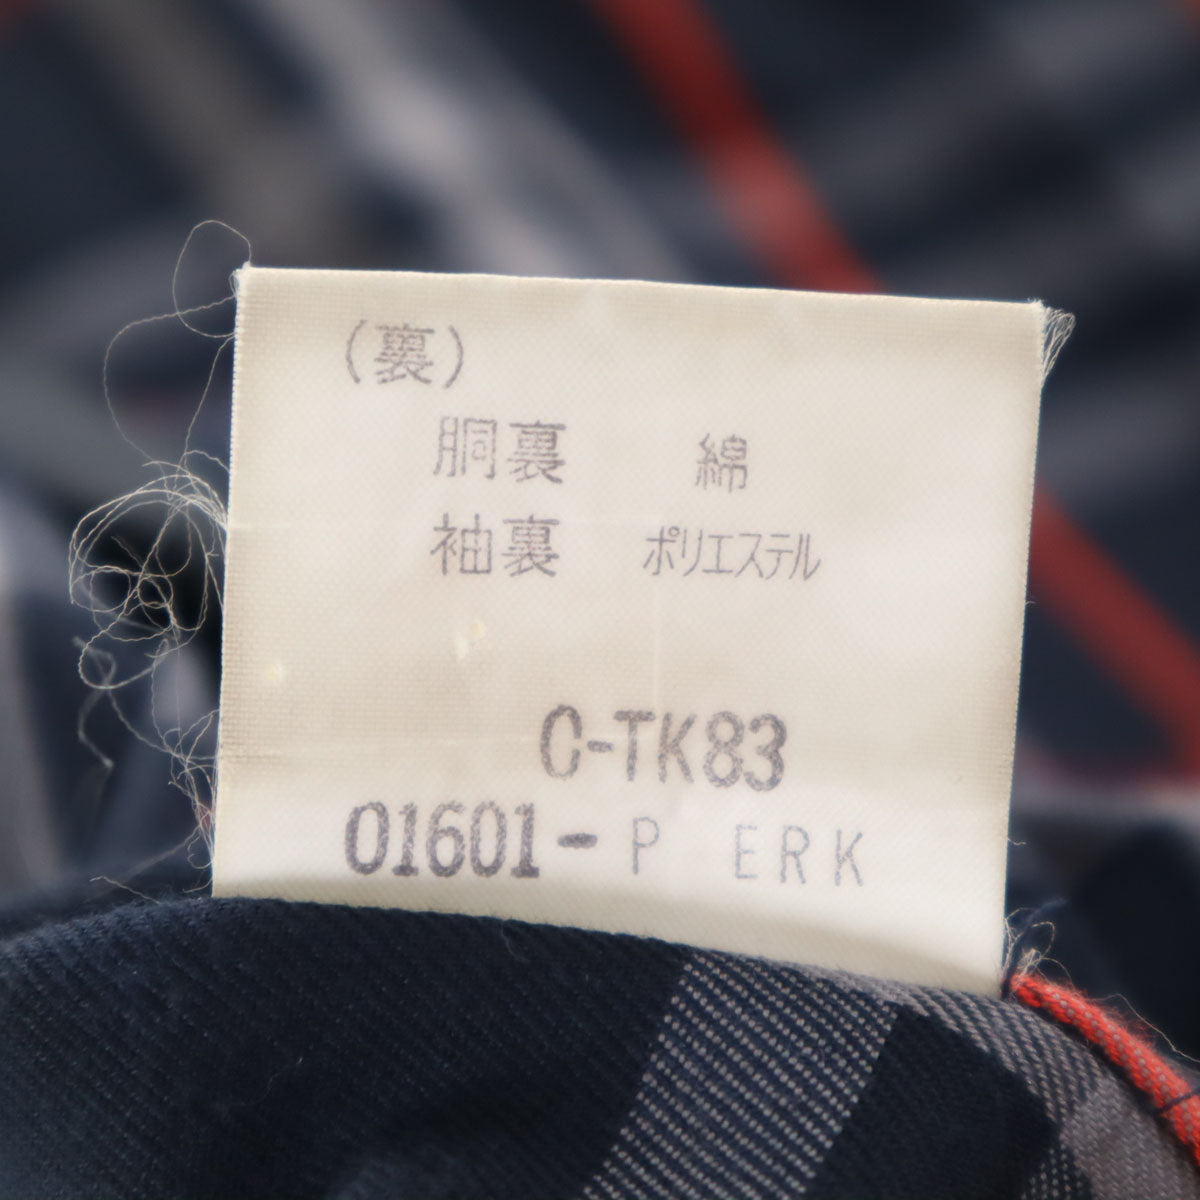 (裏)
胴裏 綿
袖裏 ポリエステル
C-TK83
01601-P ERK